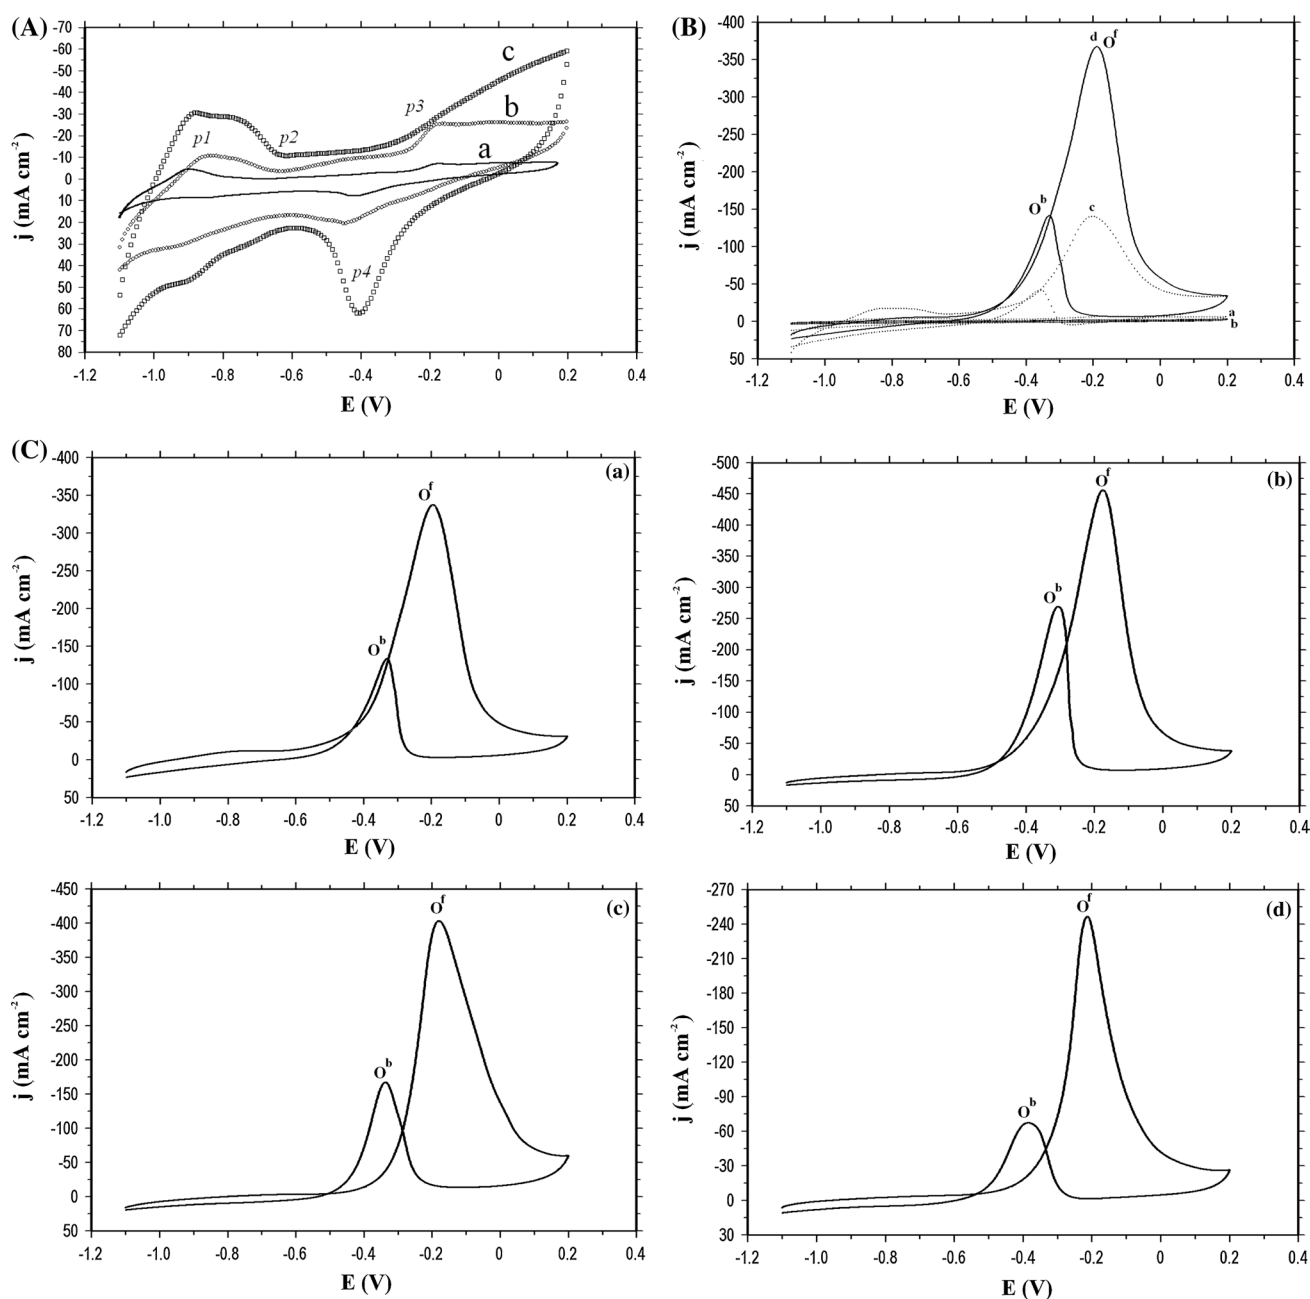 (A)
-70
-60
-50
-40
-30
-20
-10
0
10
20
30
40
50
60
70
80
j (mA cm-2)
c
b
a
p1
p2
p3
p4
-1.2 -1.0 -0.8 -0.6 -0.4 -0.2 0 0.2 0.4
E (V)
(B)
-400
-350
-300
-250
-200
-150
-100
-50
0
50
j (mA cm-2)
d Of
Ob
c
a
b
-1.2 -1.0 -0.8 -0.6 -0.4 -0.2 0 0.2 0.4
E (V)
(C)
-400
-350
-300
-250
-200
-150
-100
-50
0
50
j (mA cm-2)
(a)
Of
Ob
-1.2 -1.0 -0.8 -0.6 -0.4 -0.2 0 0.2 0.4
E (V)
-500
-450
-400
-350
-300
-250
-200
-150
-100
-50
0
50
j (mA cm-2)
(b)
Of
Ob
-1.2 -1.0 -0.8 -0.6 -0.4 -0.2 0 0.2 0.4
E (V)
-450
-400
-350
-300
-250
-200
-150
-100
-50
0
50
j (mA cm-2)
(c)
Of
Ob
-1.2 -1.0 -0.8 -0.6 -0.4 -0.2 0 0.2 0.4
E (V)
-270
-240
-210
-180
-150
-120
-90
-60
-30
0
30
j (mA cm-2)
(d)
Of
Ob
-1.2 -1.0 -0.8 -0.6 -0.4 -0.2 0 0.2 0.4
E (V)